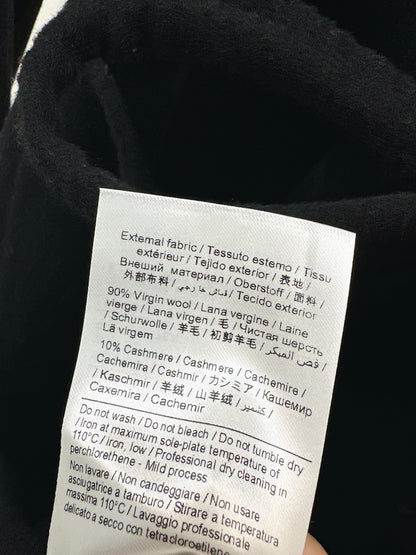 External fabric / Tessuto esterno / Tissu
extérieur / Tejido exterior / 表地 /
Внешний материал / Oberstoff / 面料 /
外部布料 / قماش خارجي / Tecido exterior
90% Virgin wool / Lana vergine / Laine
vierge / Lana virgen / 毛 / Чистая шерсть
/ Schurwolle / 羊毛 / 初剪羊毛 / قص المبكر /
Lã virgem
10% Cashmere / Cashmere / Cachemire /
Cachemira / Cashmir / カシミア / Кашемир
/ Kaschmir / 羊绒 / 山羊絨 / كشمير /
Caxemira / Cachemir
Do not wash / Do not bleach / Do not tumble dry
/ Iron at maximum sole-plate temperature of
110°C / iron, low / Professional dry cleaning in
perchlorethene - Mild process
Non lavare / Non candeggiare / Non usare
asciugatrice a tamburo / Stirare a temperatura
massima 110°C / Lavaggio professionale
delicato a secco con tetracloroetilene